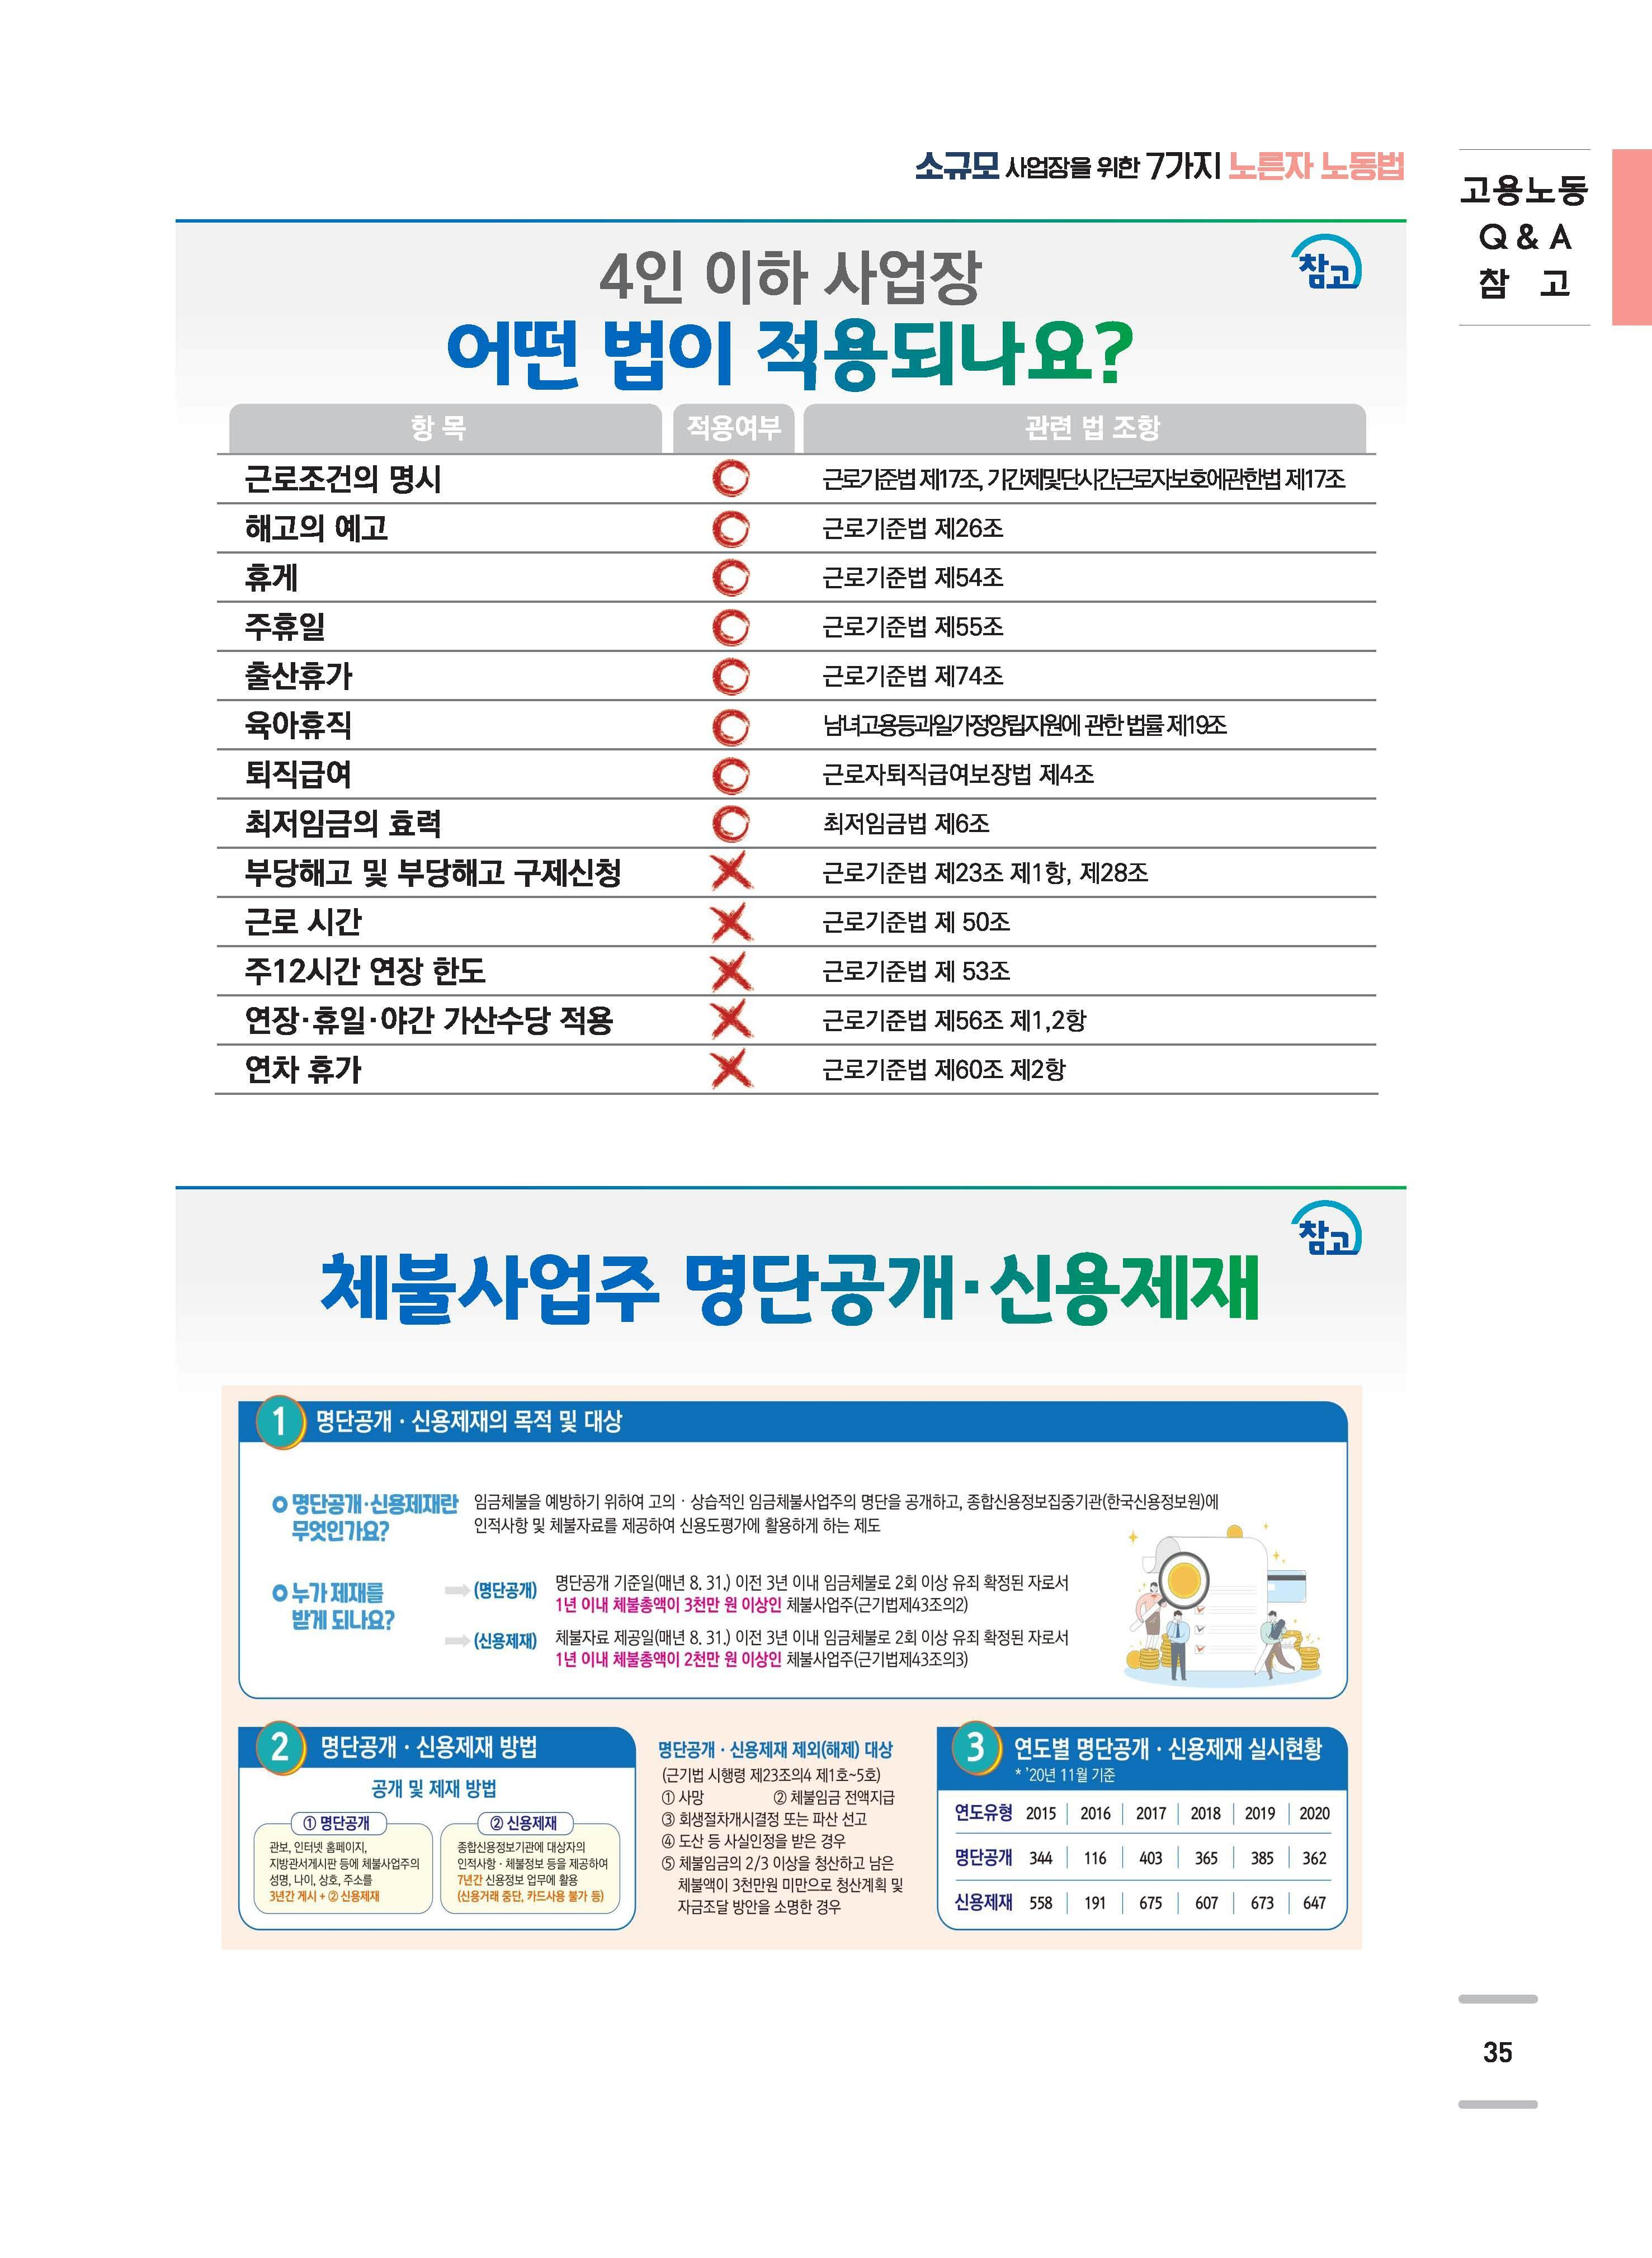 소규모 사업장을 위한 7가지 노른자 노동법
고용노동
Q & A
참 고
참고
4인 이하 사업장
어떤 법이 적용되나요?
항 목 적용여부 관련 법 조항
근로조건의 명시 근로기준법 제17조, 기간제및단시간근로자보호에관한법 제17조
해고의 예고 근로기준법 제26조
휴게 근로기준법 제54조
주휴일 근로기준법 제55조
출산휴가 근로기준법 제74조
육아휴직 남녀고용등과일가정양립지원에 관한 법률 제19조
퇴직급여 근로자퇴직급여보장법 제4조
최저임금의 효력 최저임금법 제6조
부당해고 및 부당해고 구제신청 근로기준법 제23조 제1항, 제28조
근로 시간 근로기준법 제 50조
주12시간 연장 한도 근로기준법 제 53조
연장·휴일·야간 가산수당 적용 근로기준법 제56조 제1,2항
연차 휴가 근로기준법 제60조 제2항
참고
체불사업주 명단공개·신용제재
1 명단공개 · 신용제재의 목적 및 대상
명단공개·신용제재란 무엇인가요?
임금체불을 예방하기 위하여 고의 · 상습적인 임금체불사업주의 명단을 공개하고, 종합신용정보집중기관(한국신용정보원)에
인적사항 및 체불자료를 제공하여 신용도평가에 활용하게 하는 제도
누가 제재를
받게 되나요?
(명단공개) 명단공개 기준일(매년 8. 31.) 이전 3년 이내 임금체불로 2회 이상 유죄 확정된 자로서
1년 이내 체불총액이 3천만 원 이상인 체불사업주(근기법제43조의2)
(신용제재) 체불자료 제공일(매년 8. 31.) 이전 3년 이내 임금체불로 2회 이상 유죄 확정된 자로서
1년 이내 체불총액이 2천만 원 이상인 체불사업주(근기법제43조의3)
2 명단공개 · 신용제재 방법
공개 및 제재 방법
① 명단공개
관보, 인터넷 홈페이지,
지방관서게시판 등에 체불사업주의
성명, 나이, 상호, 주소를
3년간 게시 + ② 신용제재
② 신용제재
종합신용정보기관에 대상자의
인적사항 · 체불정보 등을 제공하여
7년간 신용정보 업무에 활용
(신용거래 중단, 카드사용 불가 등)
명단공개 · 신용제재 제외(해제) 대상
(근기법 시행령 제23조의4 제1호~5호)
① 사망 ② 체불임금 전액지급
③ 회생절차개시결정 또는 파산 선고
④ 도산 등 사실인정을 받은 경우
⑤ 체불임금의 2/3 이상을 청산하고 남은
체불액이 3천만원 미만으로 청산계획 및
자금조달 방안을 소명한 경우
3 연도별 명단공개 · 신용제재 실시현황
* '20년 11월 기준
연도유형 2015 2016 2017 2018 2019 2020
명단공개 344 116 403 365 385 362
신용제재 558 191 675 607 673 647
35